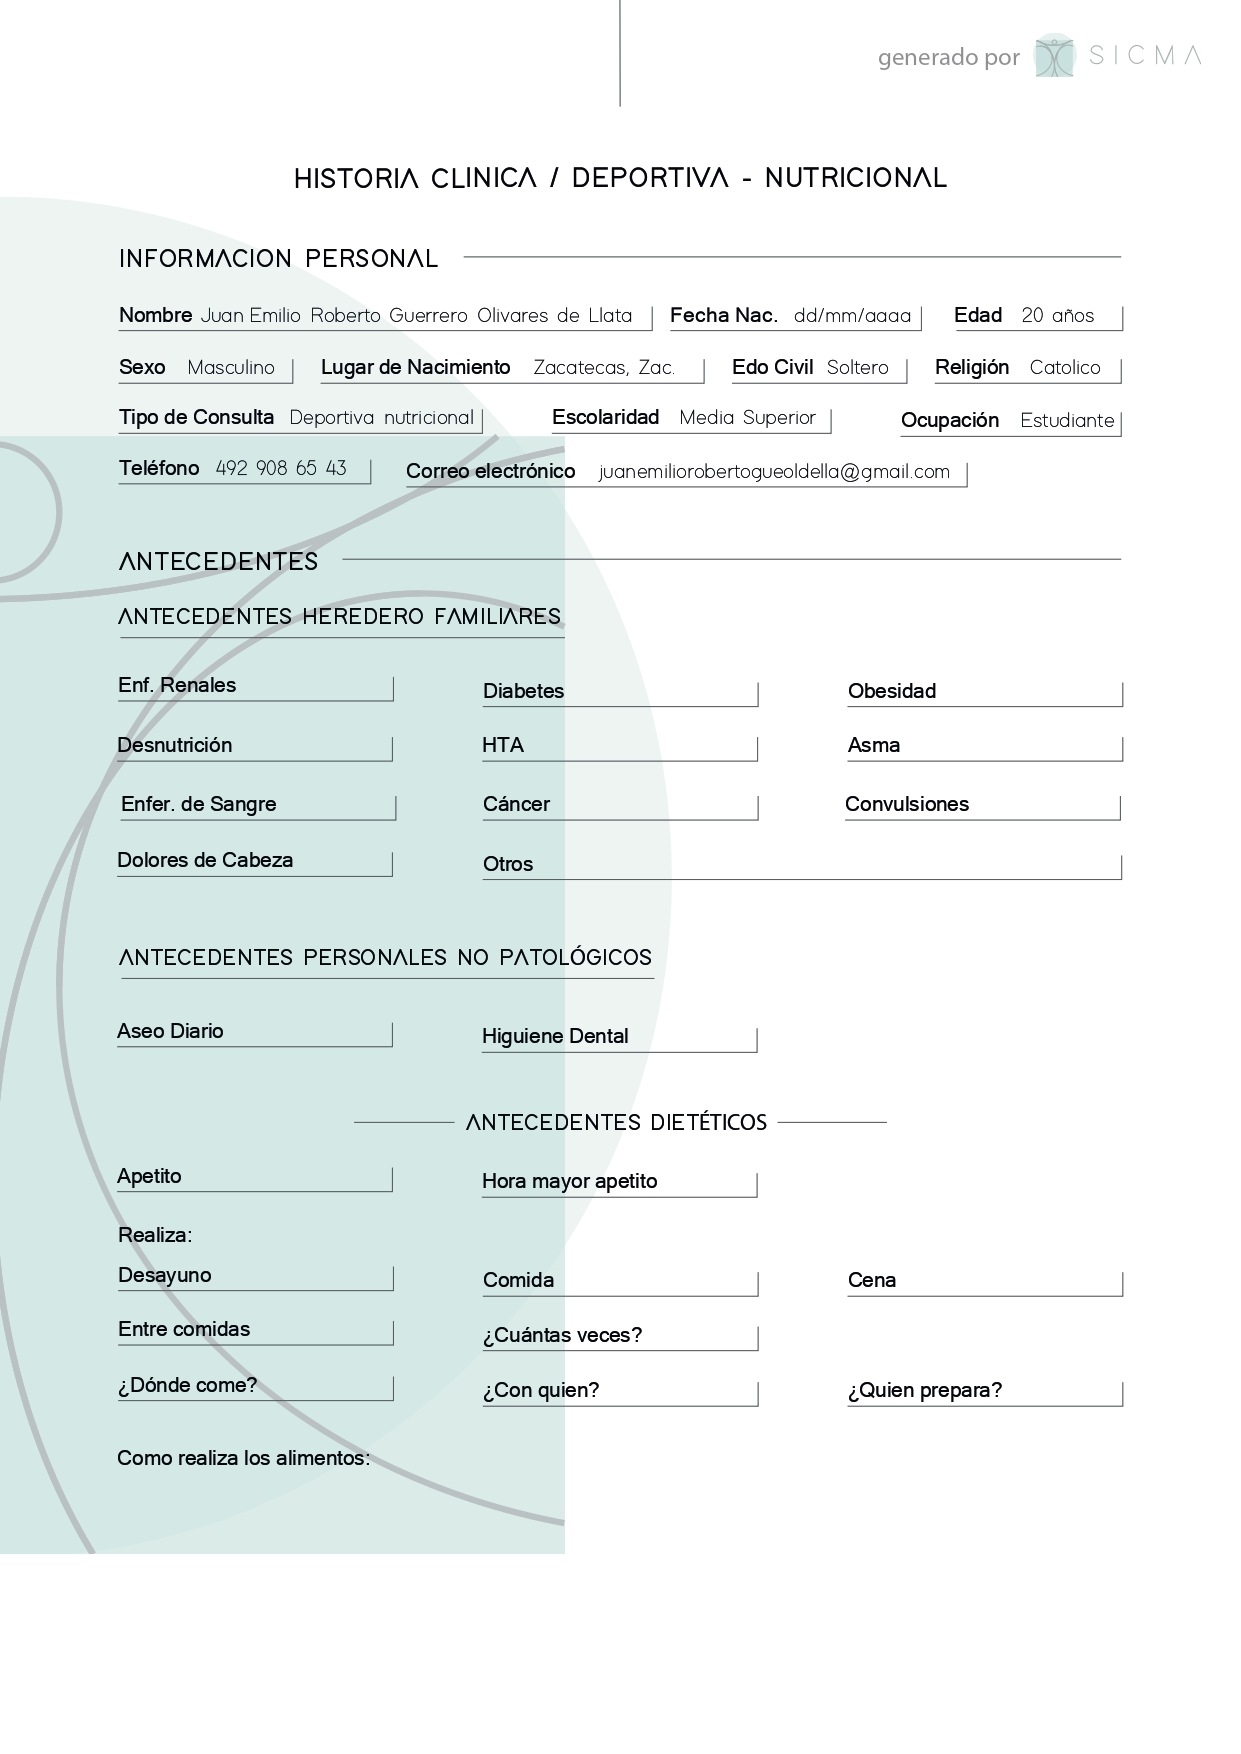 generado por SICMA
HISTORIA CLINICA / DEPORTIVA - NUTRICIONAL
INFORMACION PERSONAL
Nombre Juan Emilio Roberto Guerrero Olivares de Llata Fecha Nac. dd/mm/aaaa Edad 20 años
Sexo Masculino Lugar de Nacimiento Zacatecas, Zac. Edo Civil Soltero Religión Catolico
Tipo de Consulta Deportiva nutricional Escolaridad Media Superior Ocupación Estudiante
Teléfono 492 908 65 43 Correo electrónico juanemiliorobertogueoldella@gmail.com
ANTECEDENTES
ANTECEDENTES HEREDERO FAMILIARES
Enf. Renales Diabetes Obesidad
Desnutrición HTA Asma
Enfer. de Sangre Cáncer Convulsiones
Dolores de Cabeza Otros
ANTECEDENTES PERSONALES NO PATOLÓGICOS
Aseo Diario Higuiene Dental
ANTECEDENTES DIETÉTICOS
Apetito Hora mayor apetito
Realiza:
Desayuno Comida Cena
Entre comidas ¿Cuántas veces?
¿Dónde come? ¿Con quien? ¿Quien prepara?
Como realiza los alimentos: